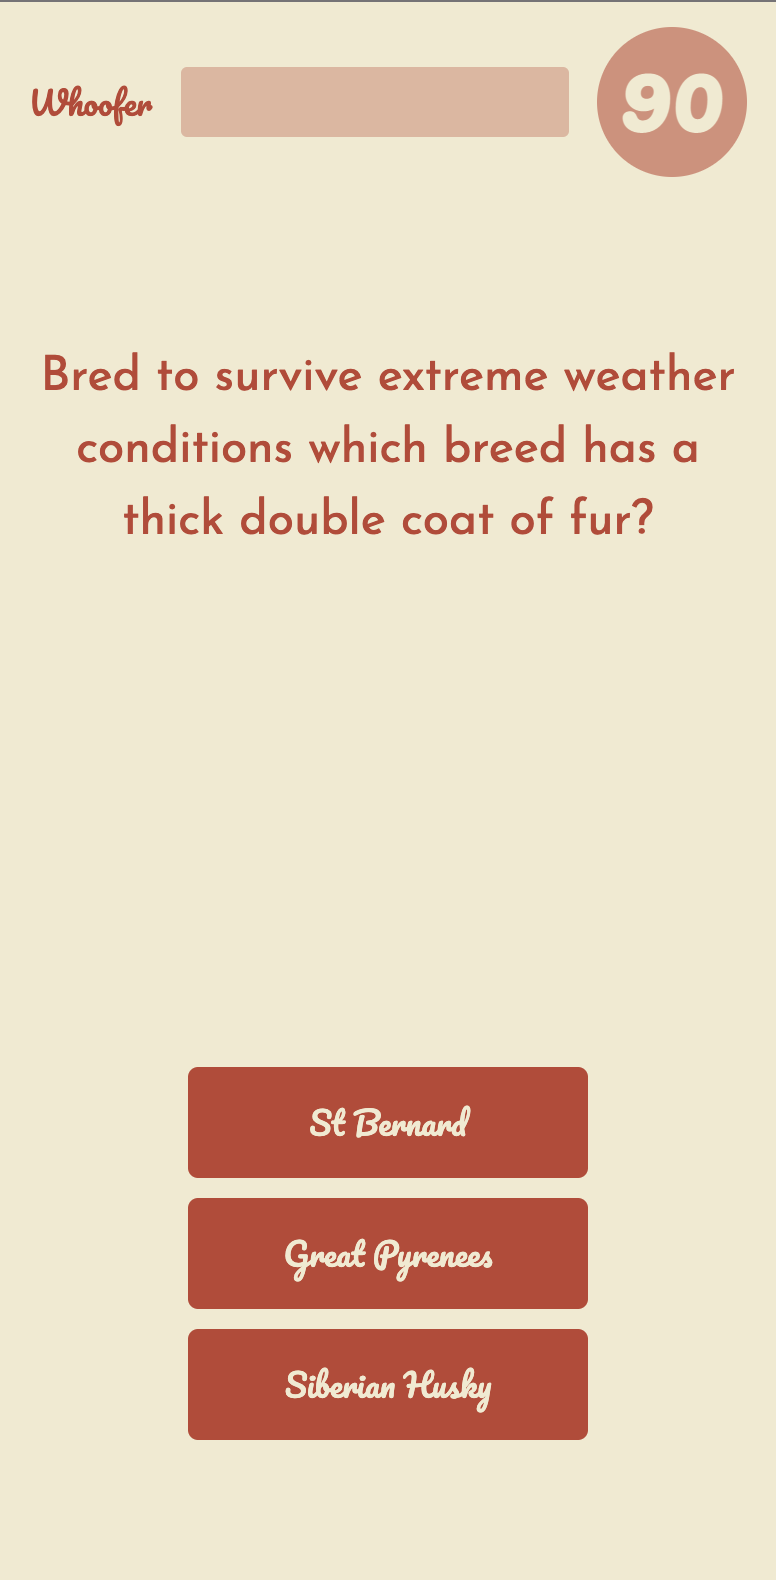 Whoofer
90
Bred to survive extreme weather
conditions which breed has a
thick double coat of fur?
St Bernard
Great Pyrenees
Siberian Husky